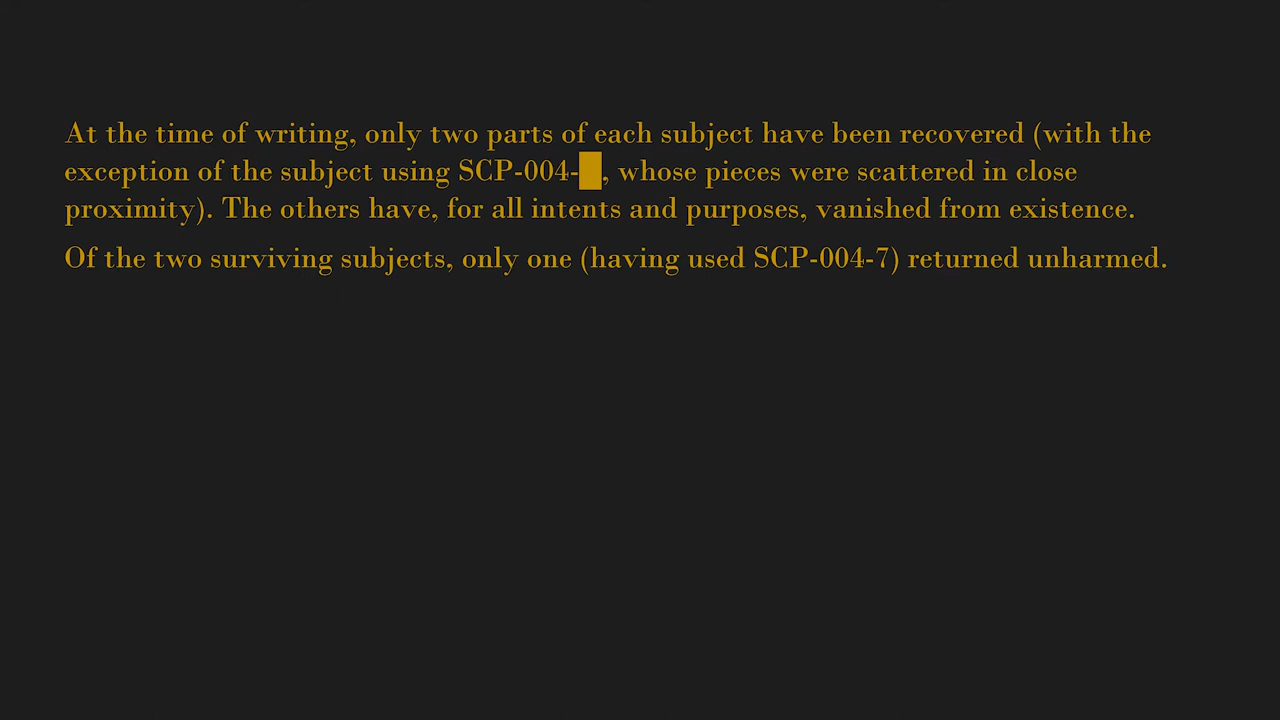 At the time of writing, only two parts of each subject have been recovered (with the
exception of the subject using SCP-004-█, whose pieces were scattered in close
proximity). The others have, for all intents and purposes, vanished from existence.
Of the two surviving subjects, only one (having used SCP-004-7) returned unharmed.